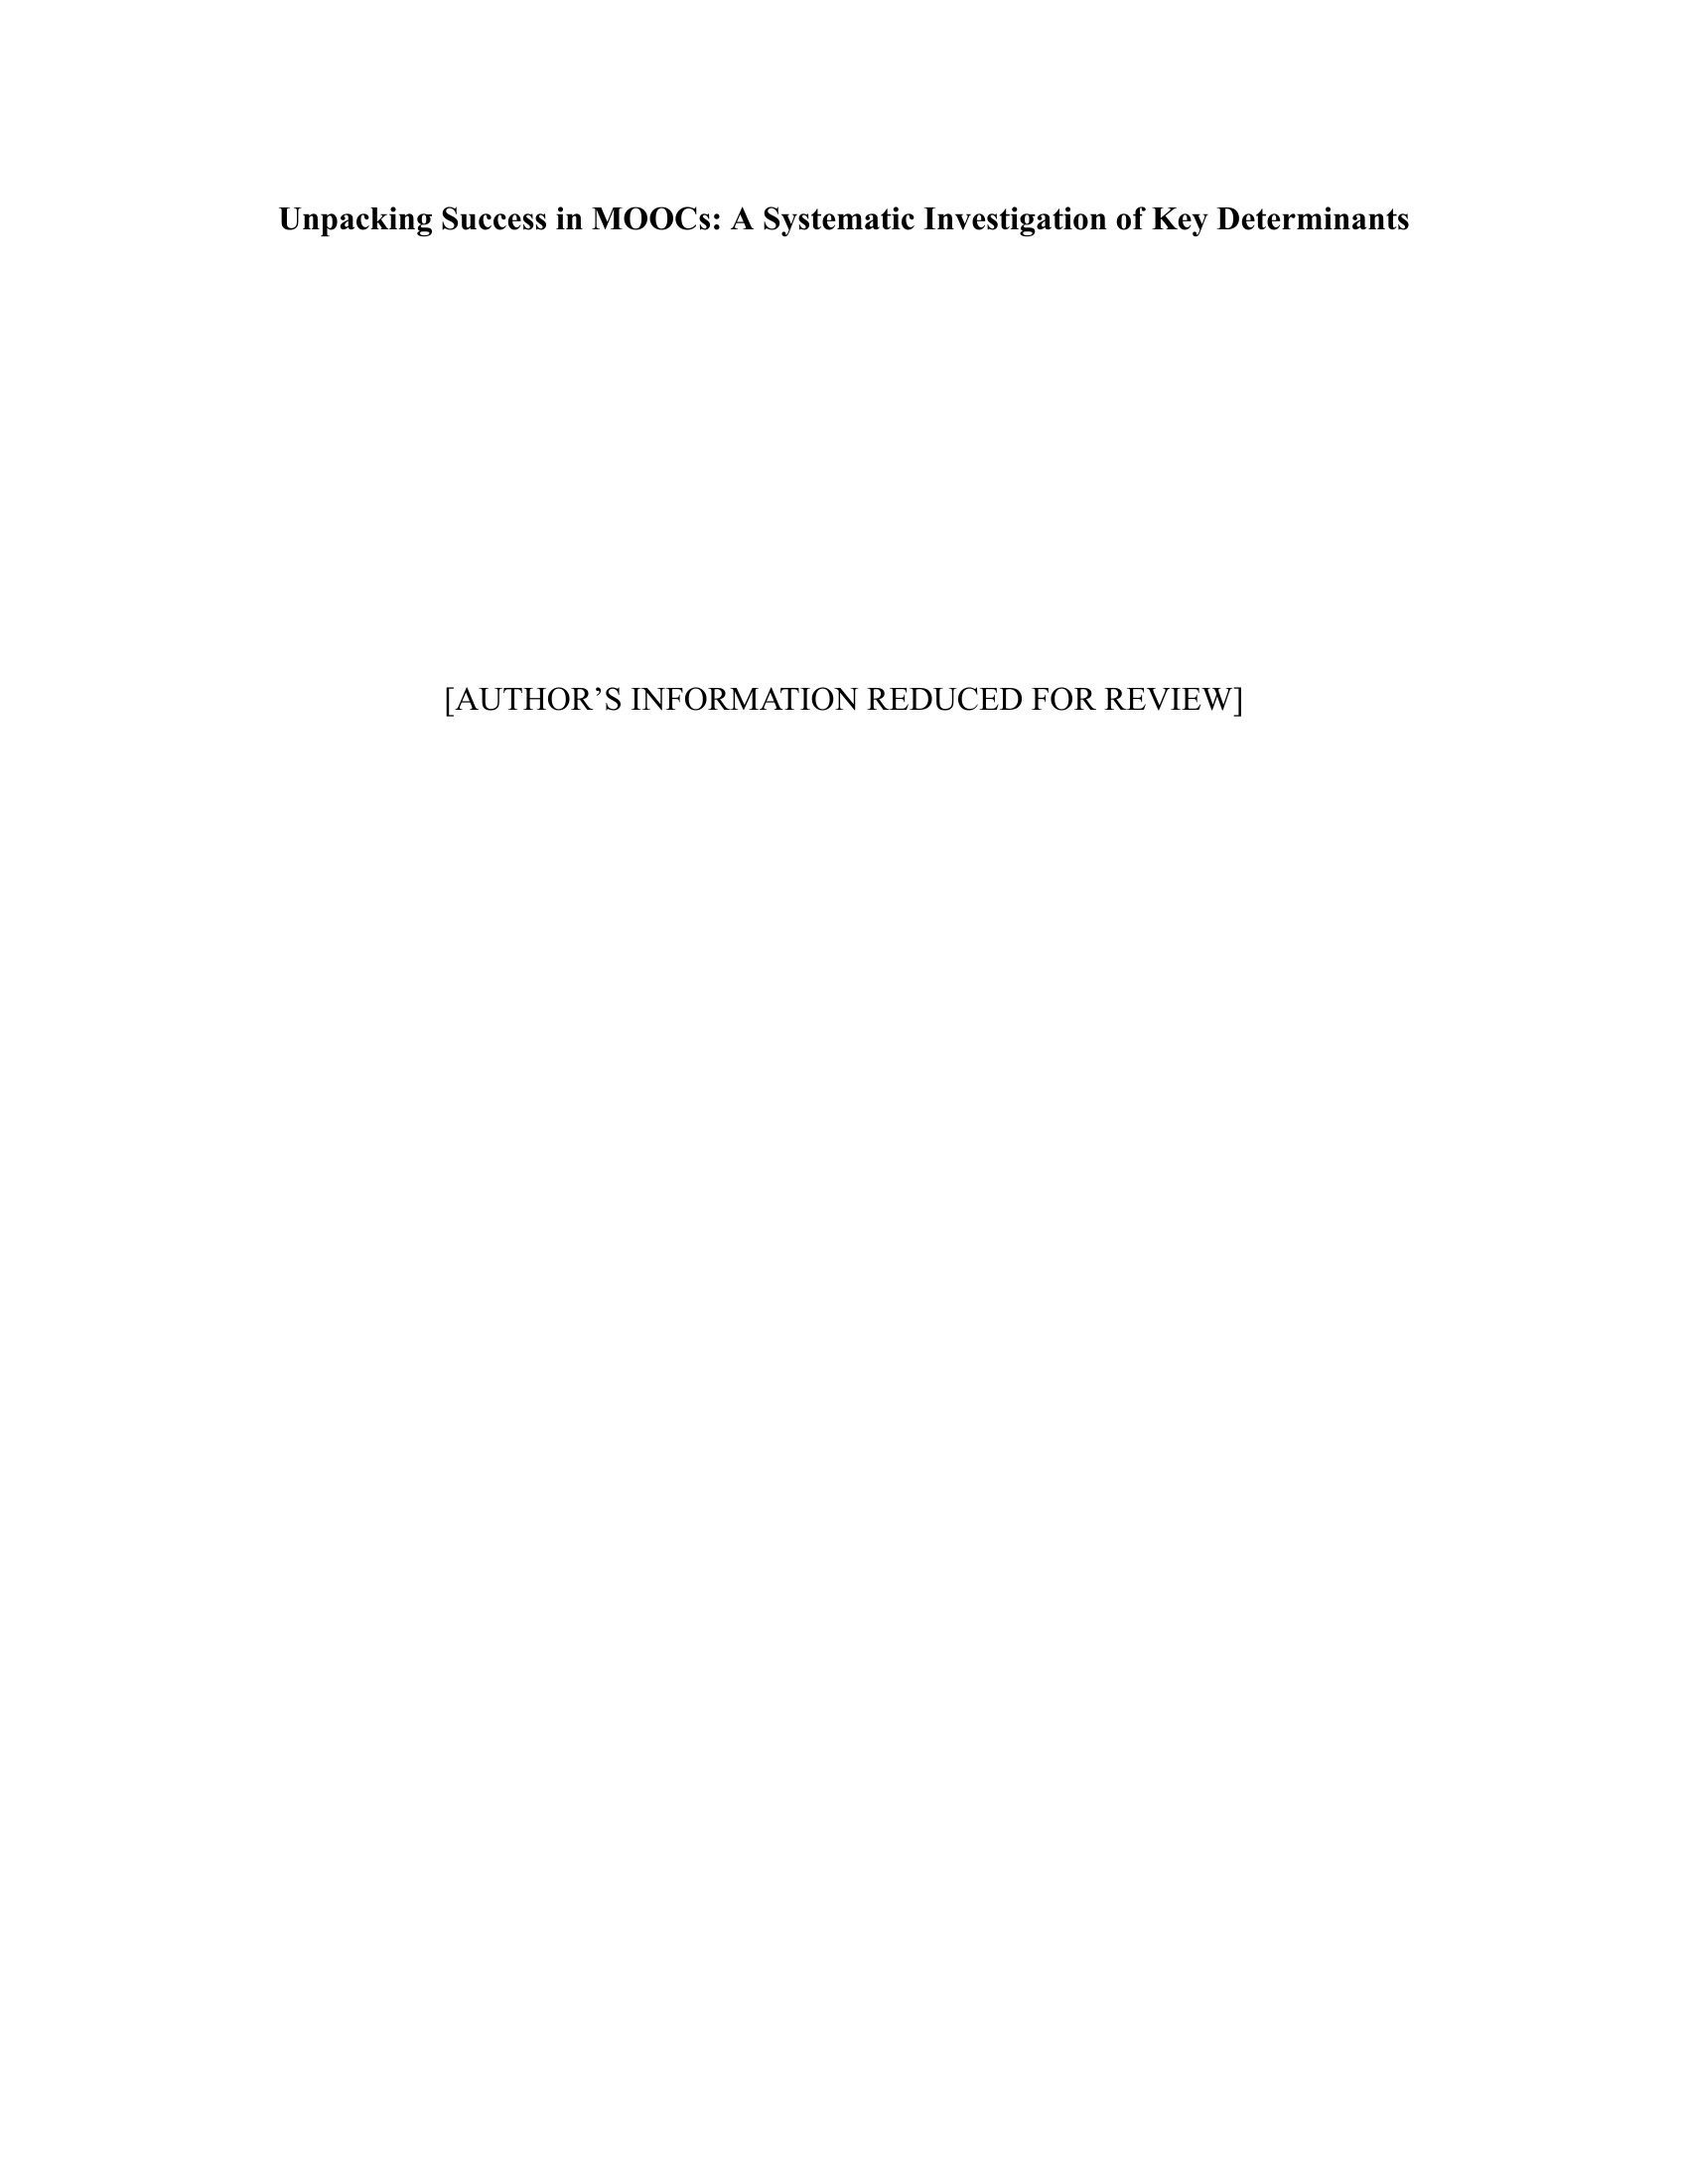 Unpacking Success in MOOCs: A Systematic Investigation of Key Determinants
[AUTHOR’S INFORMATION REDUCED FOR REVIEW]